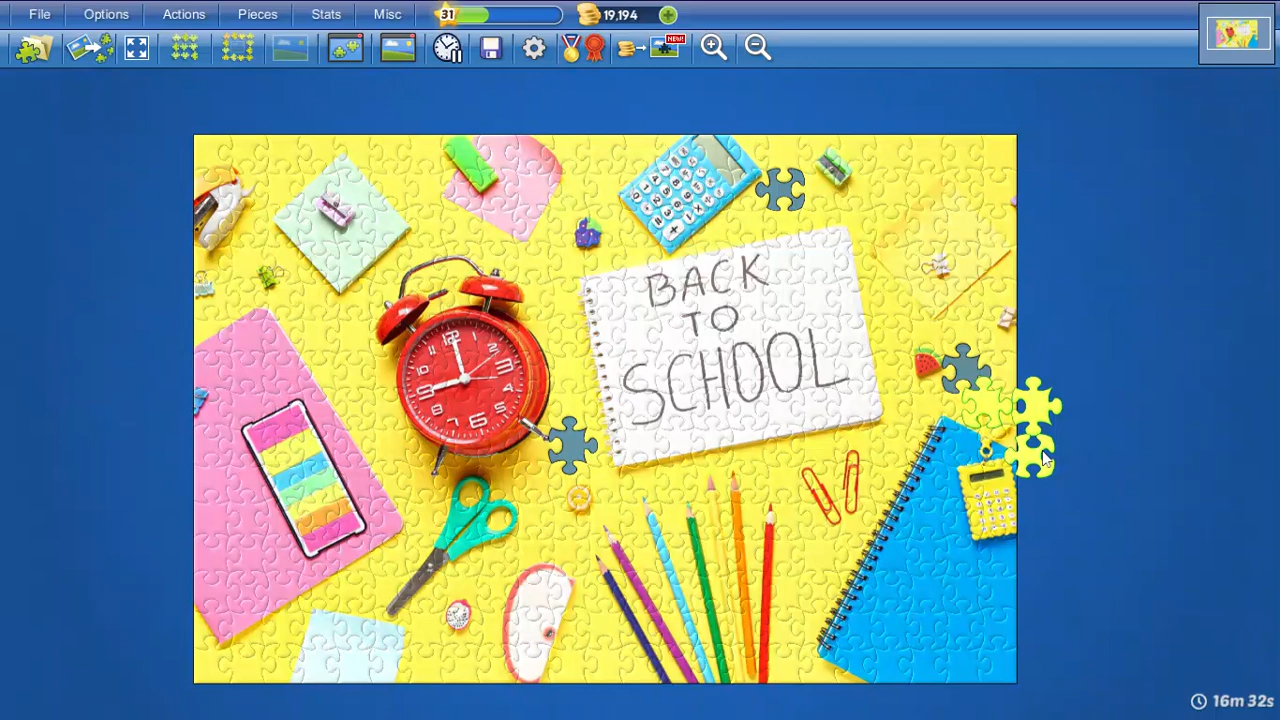 File Options Actions Pieces Stats Misc 31 19,194
NEW!
BACK
TO
SCHOOL
16m 32s